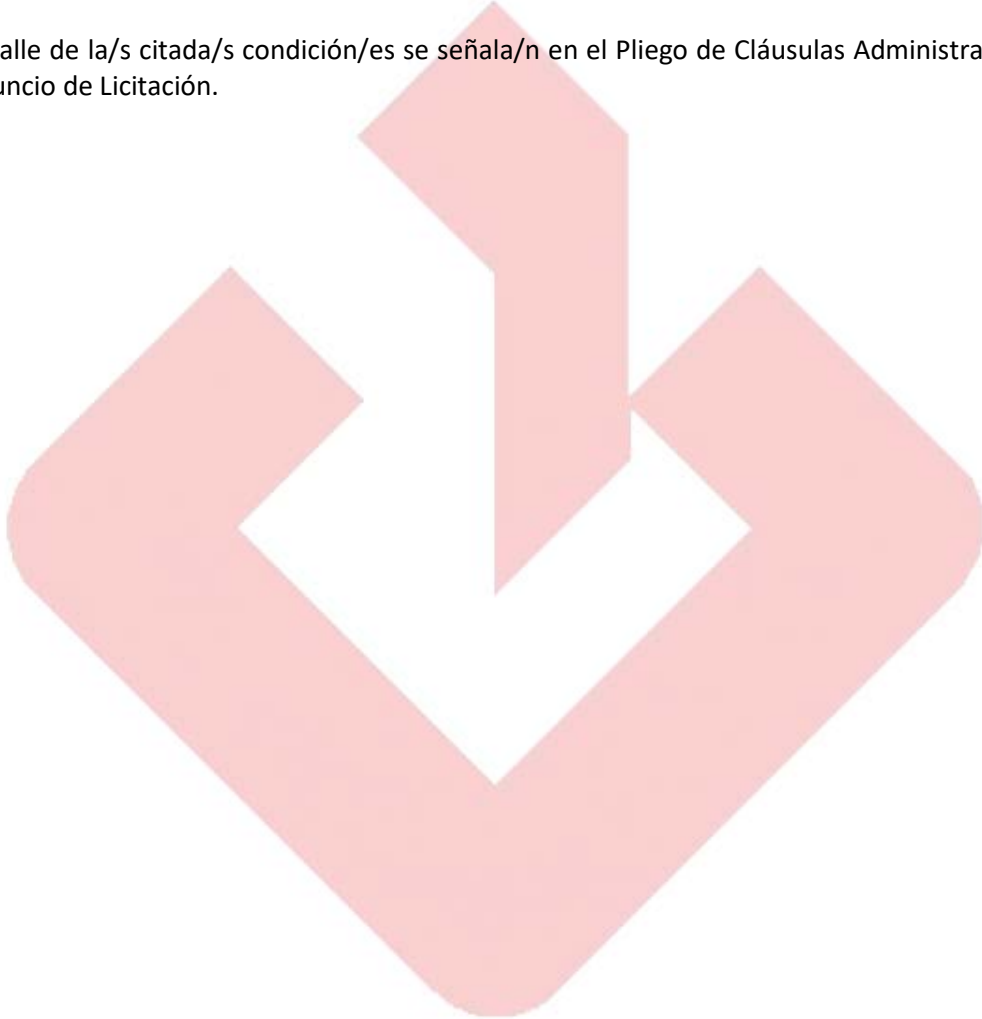 alle de la/s citada/s condición/es se señala/n en el Pliego de Cláusulas Administra
uncio de Licitación.